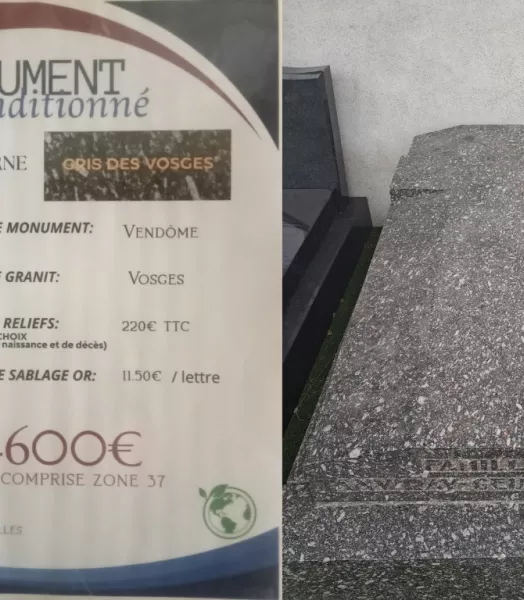 UMENT
nditionné
RNE GRIS DES VOSGES
E MONUMENT: VENDÔME
E GRANIT: VOSGES
RELIEFS: 220€ TTC
CHOIX
naissance et de décès)
E SABLAGE OR: 11.50€ / lettre
600€
COMPRISE ZONE 37
LLES